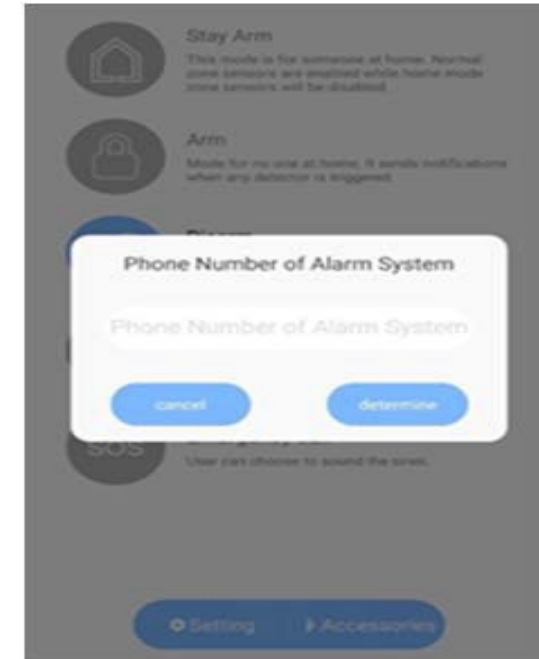 Stay Arm
This mode is for someone at home. Normal
zone sensors are enabled while home mode
zone sensors will be disabled
Arm
Mode for no one at home, It sends notifications
when any detector is triggered
Disarm
Phone Number of Alarm System
Phone Number of Alarm System
cancel
determine
SOS
User can choose to sound the siren.
Setting
Accessories